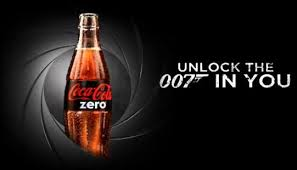 Coca-Cola
zero
UNLOCK THE
007 IN YOU